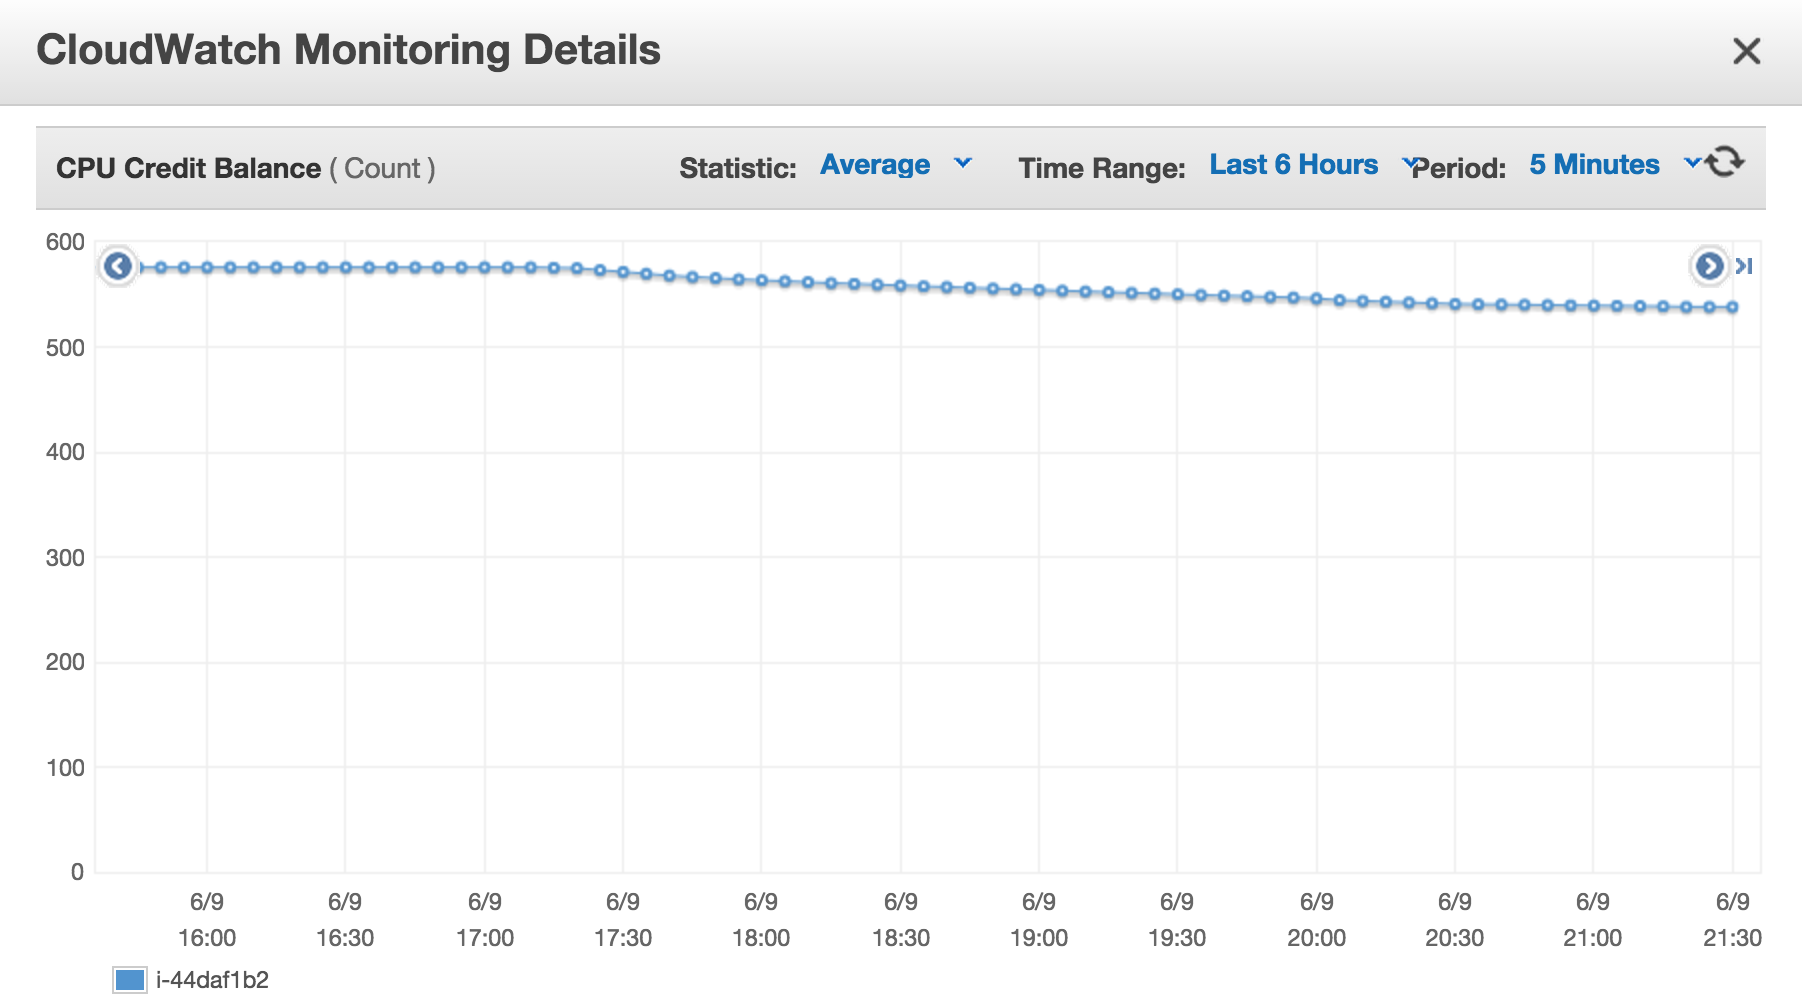 CloudWatch Monitoring Details
CPU Credit Balance ( Count ) Statistic: Average Time Range: Last 6 Hours Period: 5 Minutes
600
500
400
300
200
100
0
6/9 6/9 6/9 6/9 6/9 6/9 6/9 6/9 6/9 6/9 6/9 6/9
16:00 16:30 17:00 17:30 18:00 18:30 19:00 19:30 20:00 20:30 21:00 21:30
i-44daf1b2